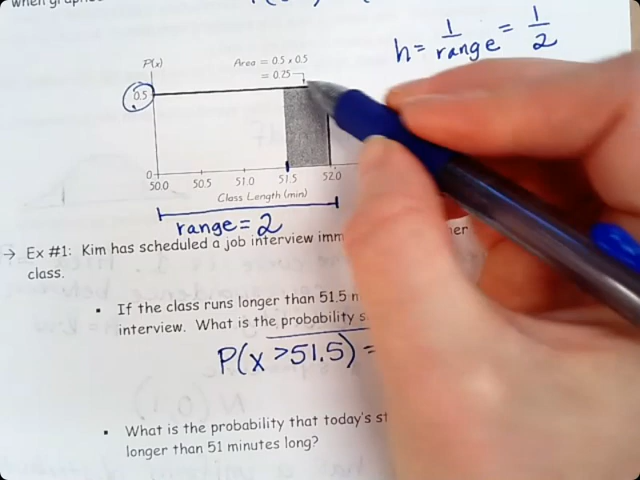 when
h = 1/range = 1/2
P(x)
Area = 0.5 x 0.5
= 0.25
0.5
0
50.0 50.5 51.0 51.5 52.0
Class Length (min)
range = 2
→ Ex #1: Kim has scheduled a job interview
class.
• If the class runs longer than 51.5
interview. What is the probability
P(x > 51.5) =
• What is the probability that today's
longer than 51 minutes long?